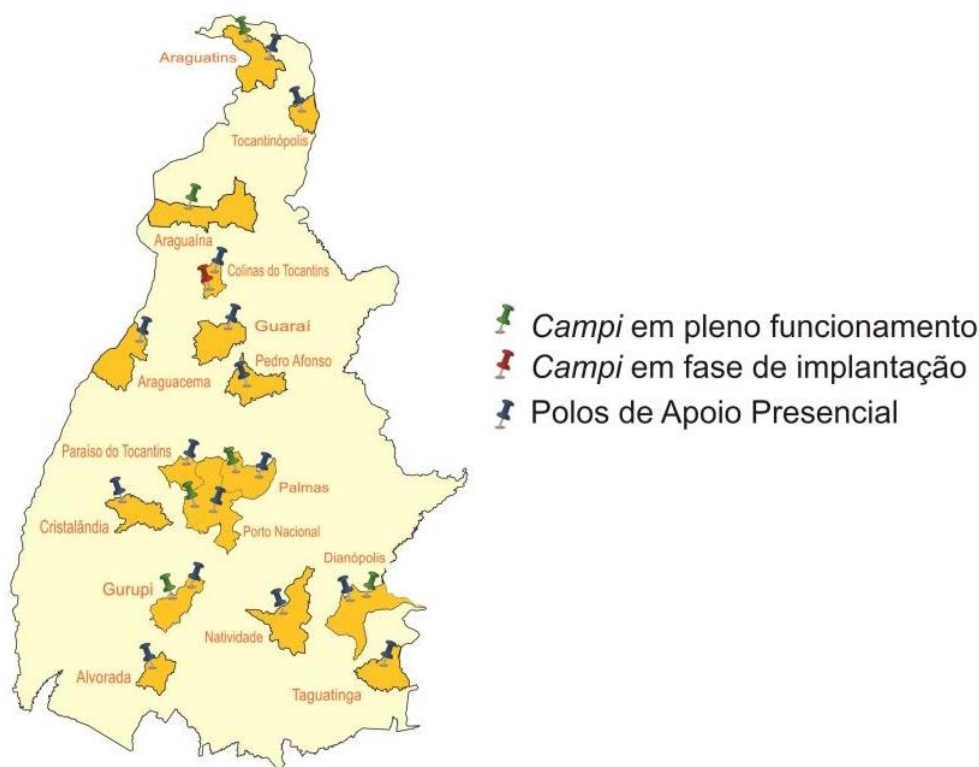 Araguatins
Tocantinópolis
Araguaína
Colinas do Tocantins
Guaraí
Pedro Afonso
Araguacema
Paraíso do Tocantins
Palmas
Cristalândia
Porto Nacional
Dianópolis
Gurupi
Natividade
Alvorada
Taguatinga
Campi em pleno funcionamento
Campi em fase de implantação
Polos de Apoio Presencial